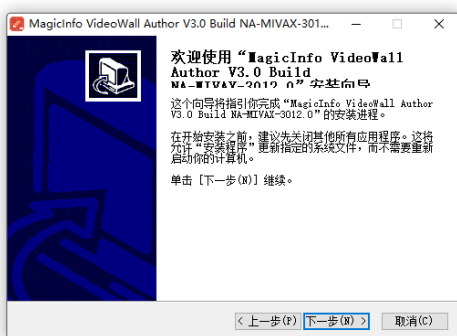 MagicInfo VideoWall Author V3.0 Build NA-MIVAX-301...
欢迎使用“MagicInfo VideoWall
Author V3.0 Build
NA-MIVAX-3012.0”安装向导
这个向导将指引你完成“MagicInfo VideoWall Author
V3.0 Build NA-MIVAX-3012.0”的安装进程。
在开始安装之前，建议先关闭其他所有应用程序。这将
允许“安装程序”更新指定的系统文件，而不需要重新
启动你的计算机。
单击 [下一步(N)] 继续。
< 上一步(P) 下一步(N) > 取消(C)